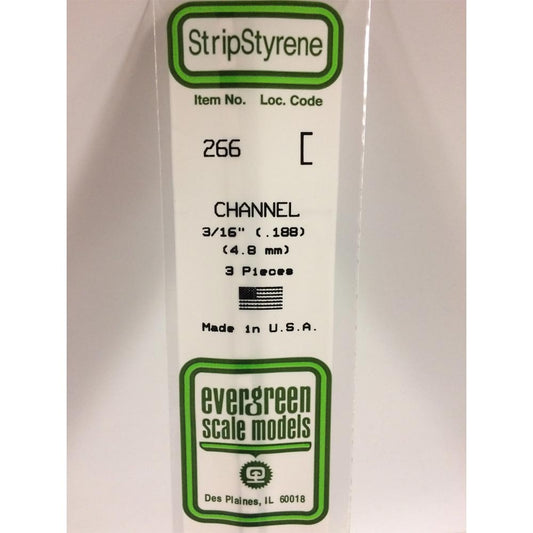 StripStyrene
Item No. Loc. Code
266
CHANNEL
3/16" (.188)
(4.8 mm)
3 Pieces
Made in U.S.A.
evergreen
scale models
Des Plaines, IL 60018